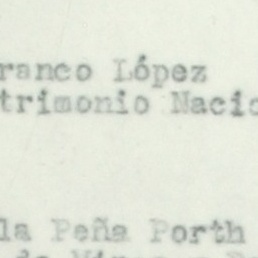 ranco López
trimonio Nacio
la Peña Porth